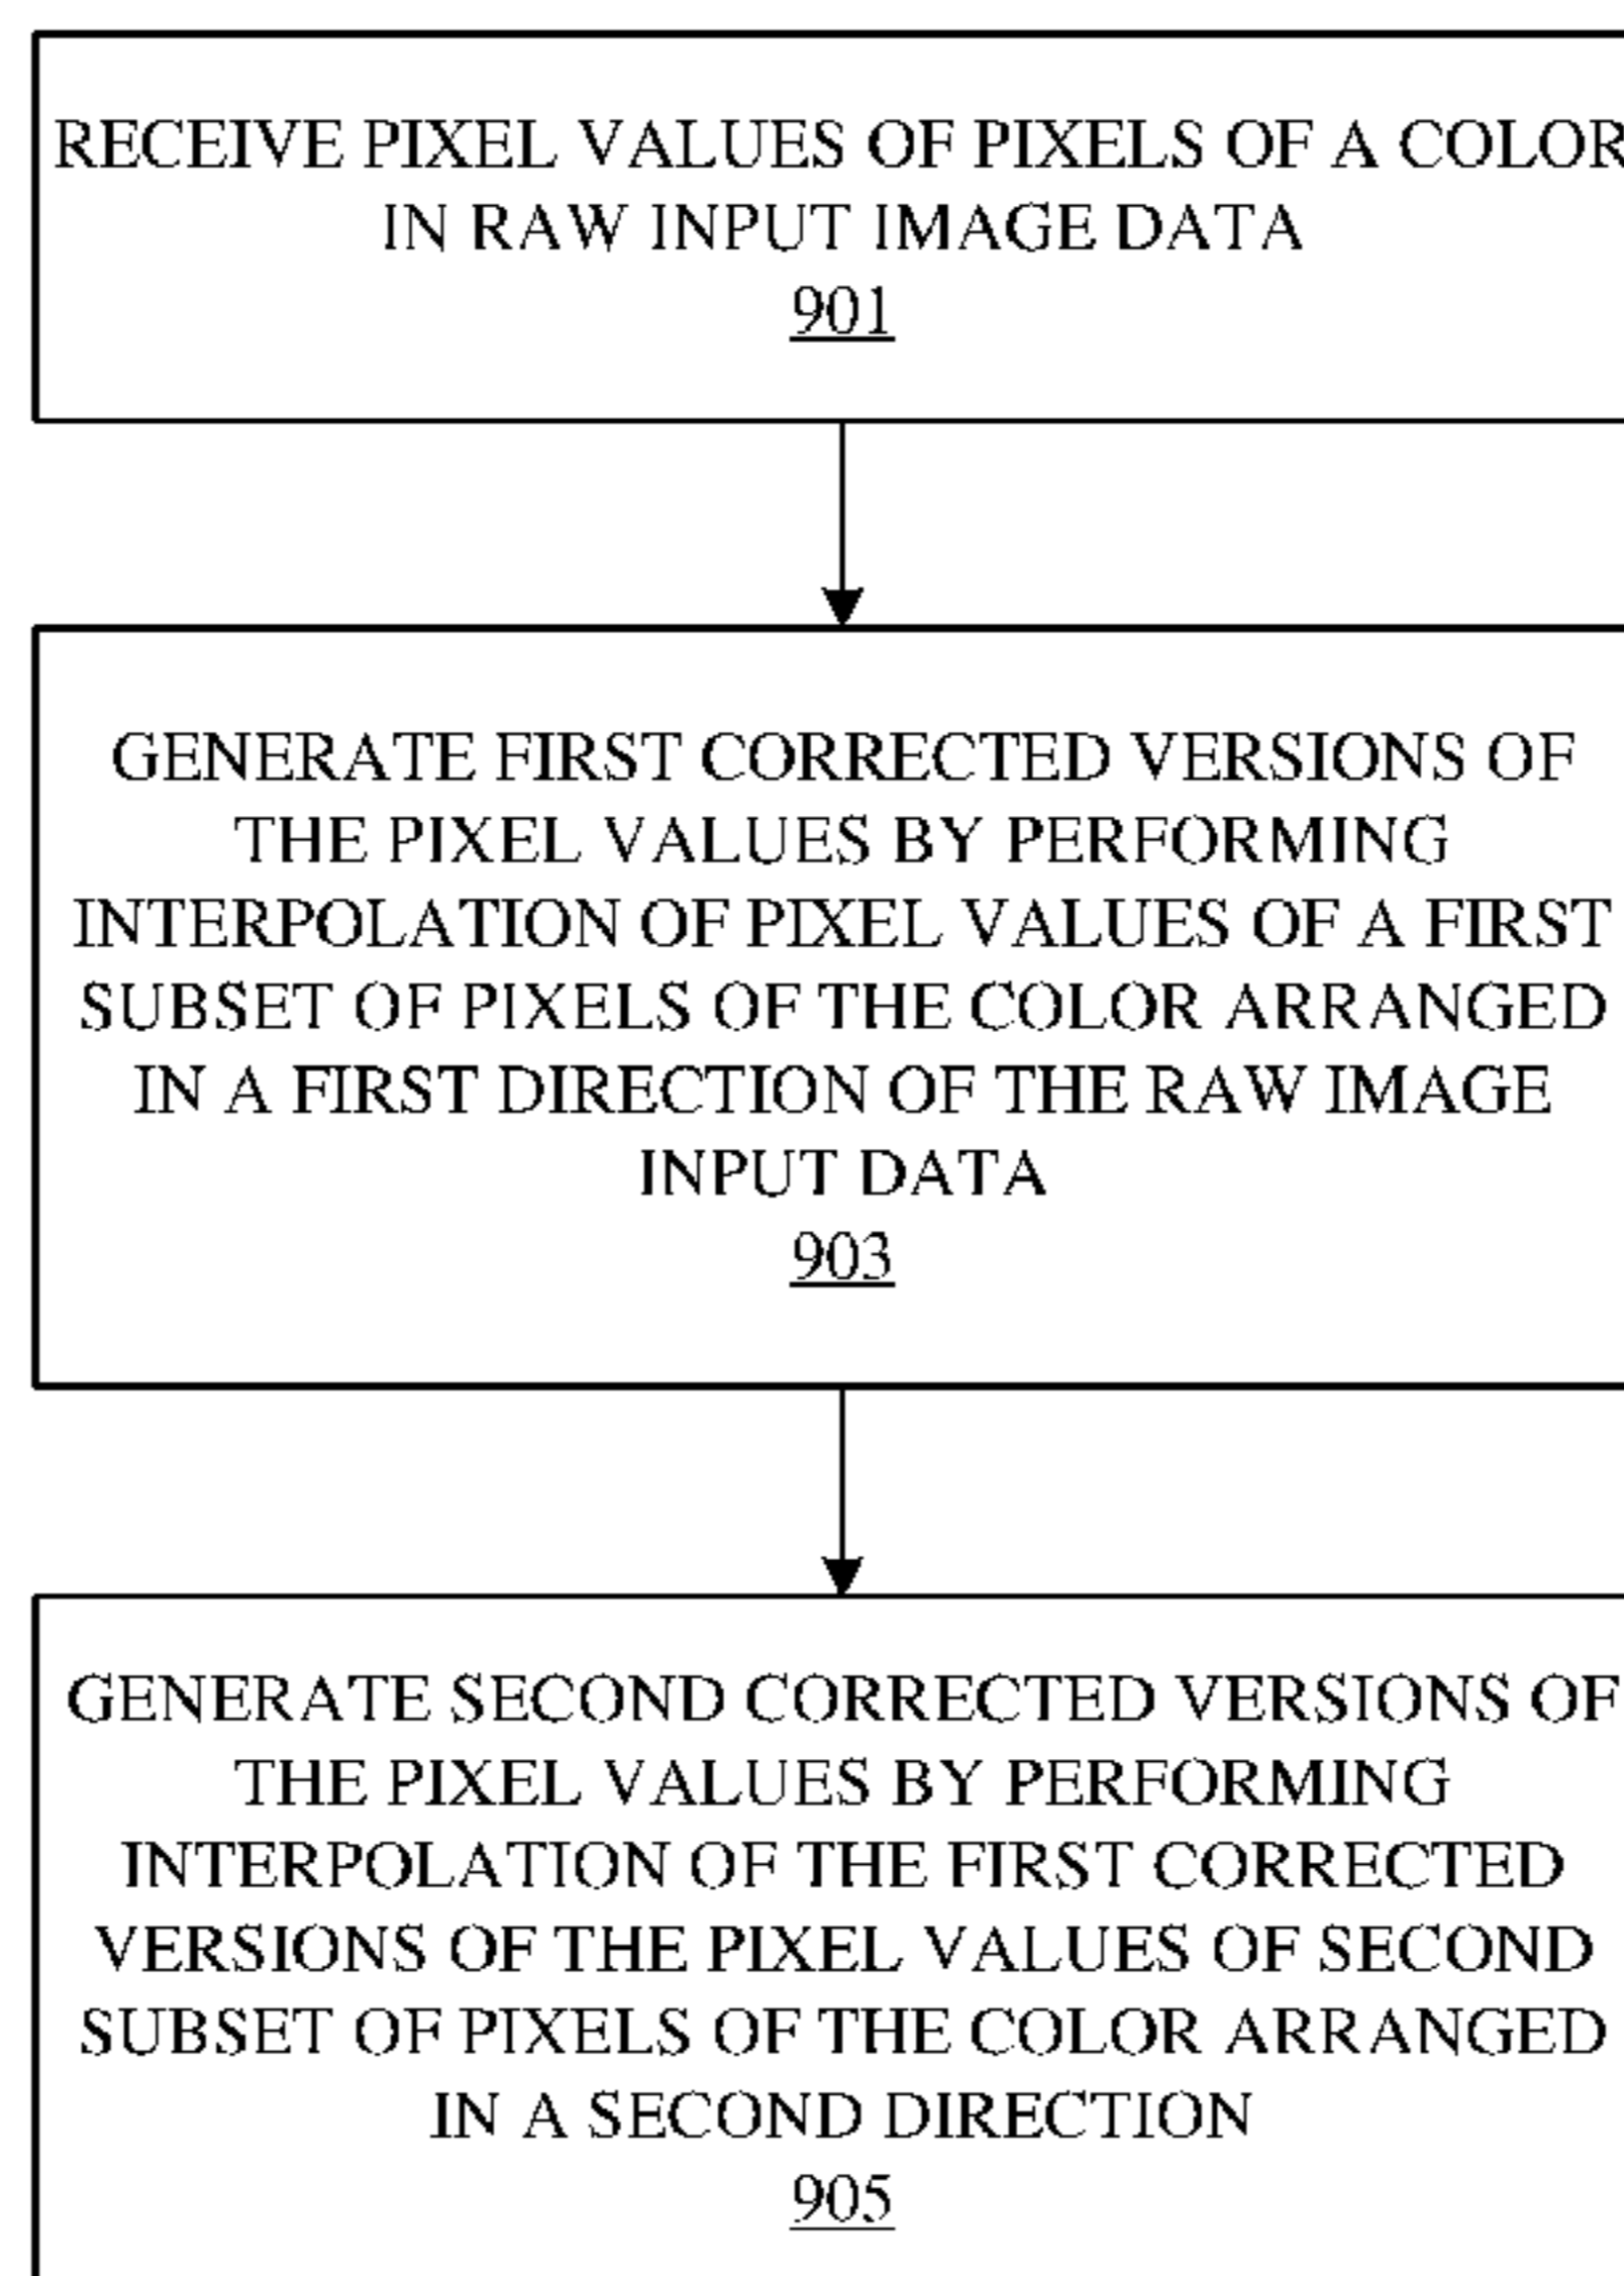 RECEIVE PIXEL VALUES OF PIXELS OF A COLOR
IN RAW INPUT IMAGE DATA
901
GENERATE FIRST CORRECTED VERSIONS OF
THE PIXEL VALUES BY PERFORMING
INTERPOLATION OF PIXEL VALUES OF A FIRST
SUBSET OF PIXELS OF THE COLOR ARRANGED
IN A FIRST DIRECTION OF THE RAW IMAGE
INPUT DATA
903
GENERATE SECOND CORRECTED VERSIONS OF
THE PIXEL VALUES BY PERFORMING
INTERPOLATION OF THE FIRST CORRECTED
VERSIONS OF THE PIXEL VALUES OF SECOND
SUBSET OF PIXELS OF THE COLOR ARRANGED
IN A SECOND DIRECTION
905